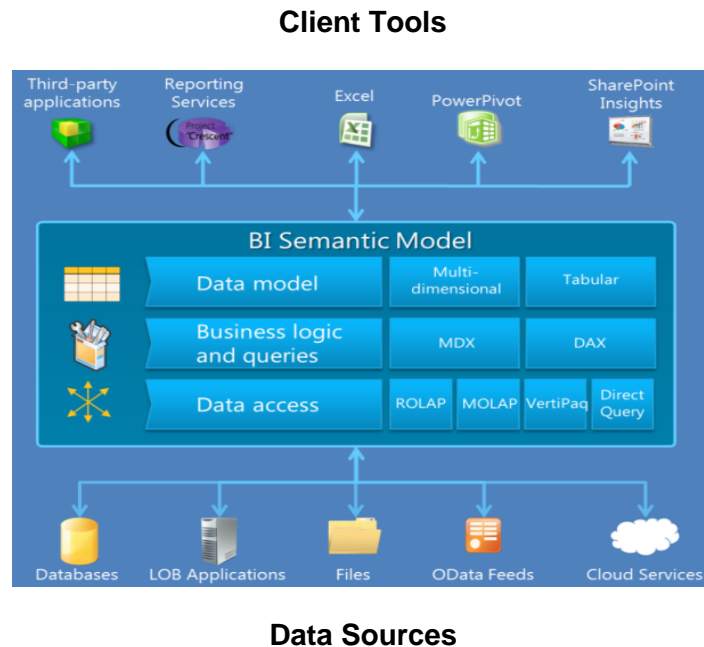 Client Tools
Third-party
applications
Reporting
Services
Project
"Crescent"
Excel
PowerPivot
SharePoint
Insights
BI Semantic Model
Data model
Multi-
dimensional
Tabular
Business logic
and queries
MDX
DAX
Data access
ROLAP
MOLAP
VertiPaq
Direct
Query
Databases
LOB Applications
Files
OData Feeds
Cloud Services
Data Sources